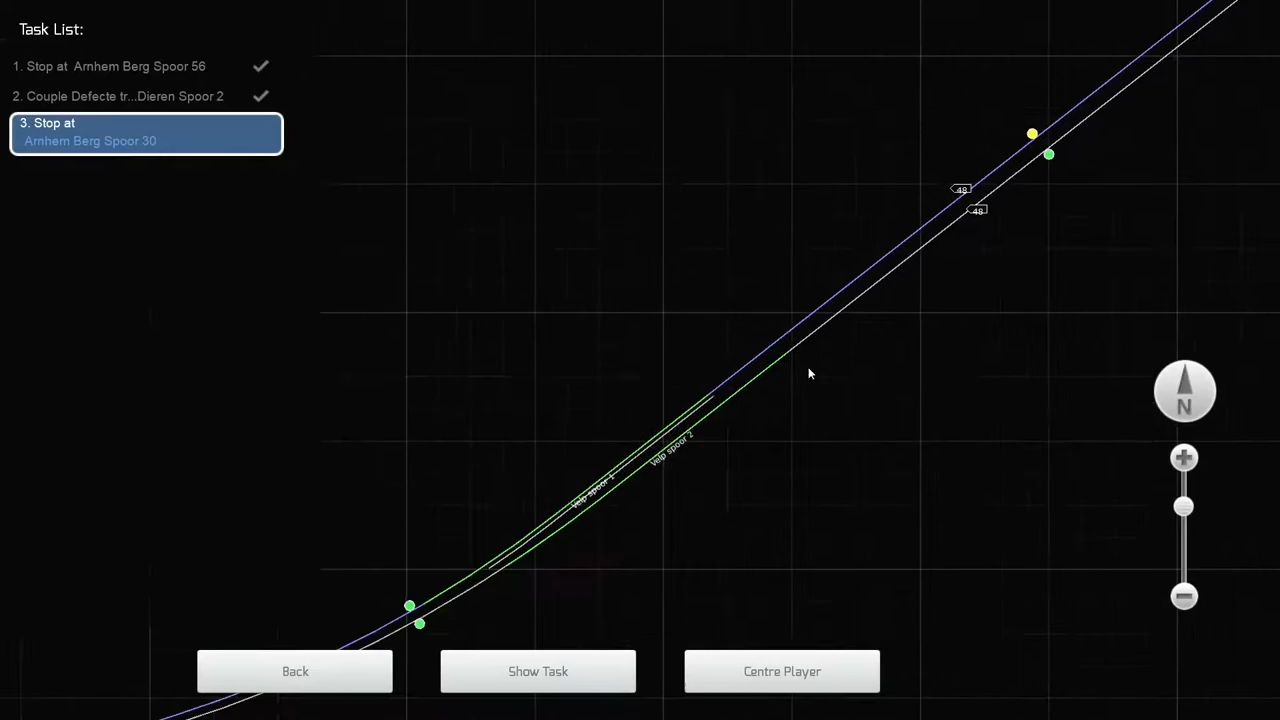 Task List:
1. Stop at  Arnhem Berg Spoor 56
2. Couple Defecte tr...Dieren Spoor 2
3. Stop at
Arnhem Berg Spoor 30
48
48
Velp spoor 2
Velp spoor 1
N
Back
Show Task
Centre Player